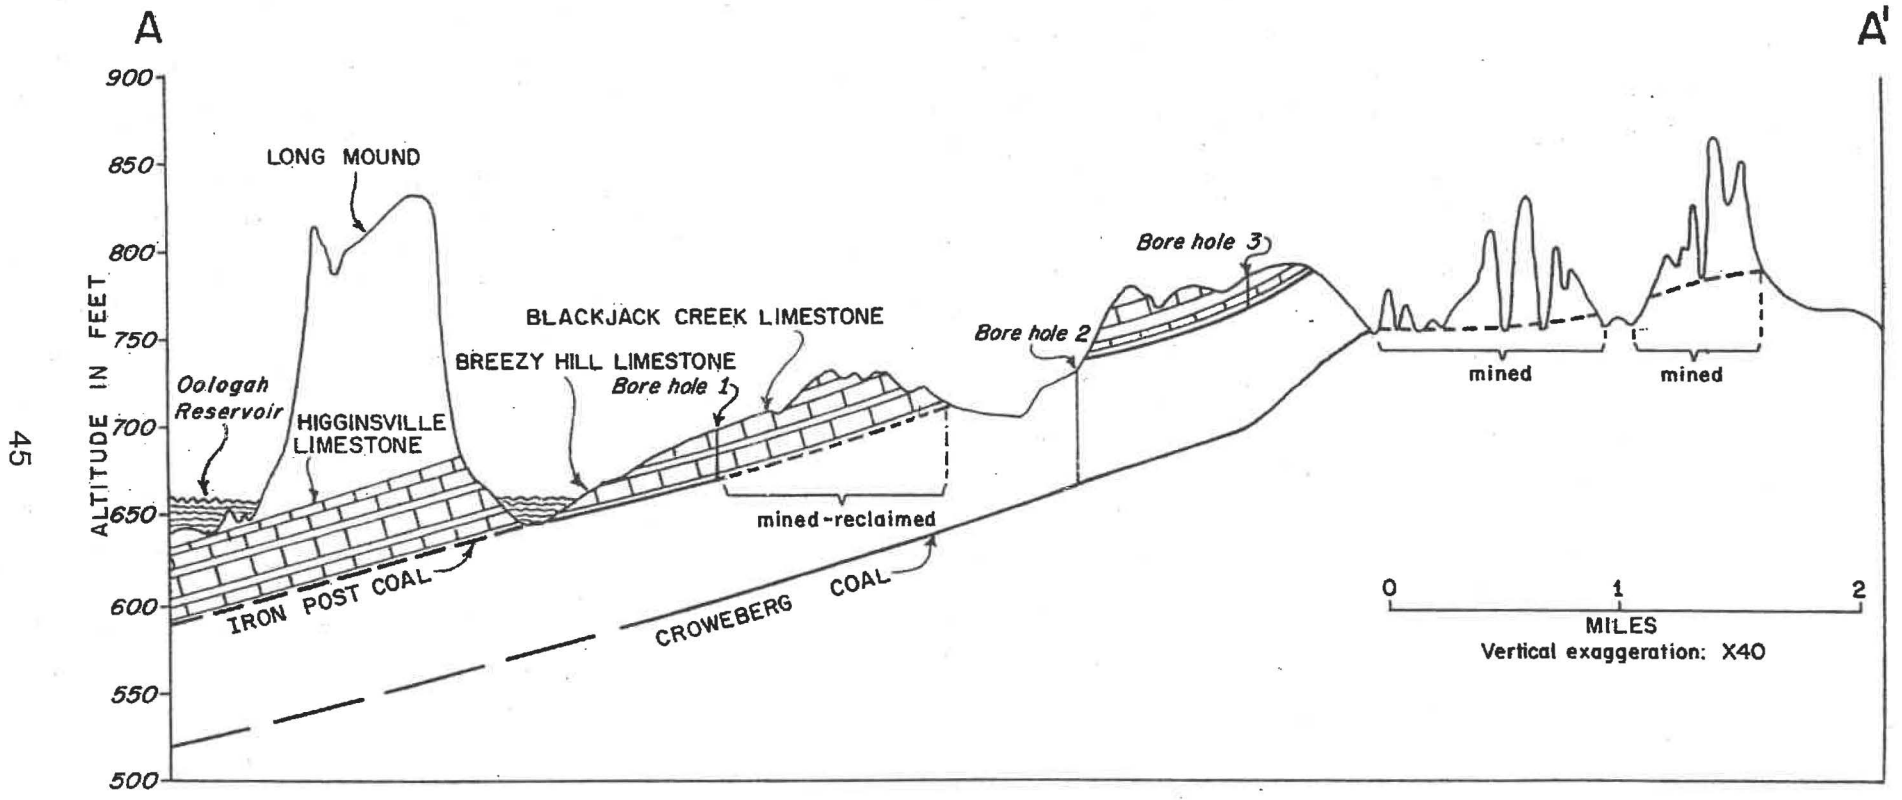 A
A'
900
850
800
750
700
650
600
550
500
ALTITUDE IN FEET
45
LONG MOUND
Oologah
Reservoir
HIGGINSVILLE
LIMESTONE
BREEZY HILL LIMESTONE
BLACKJACK CREEK LIMESTONE
Bore hole 1
Bore hole 2
Bore hole 3
mined-reclaimed
mined
mined
IRON POST COAL
CROWEBERG COAL
0 1 2
MILES
Vertical exaggeration: X40